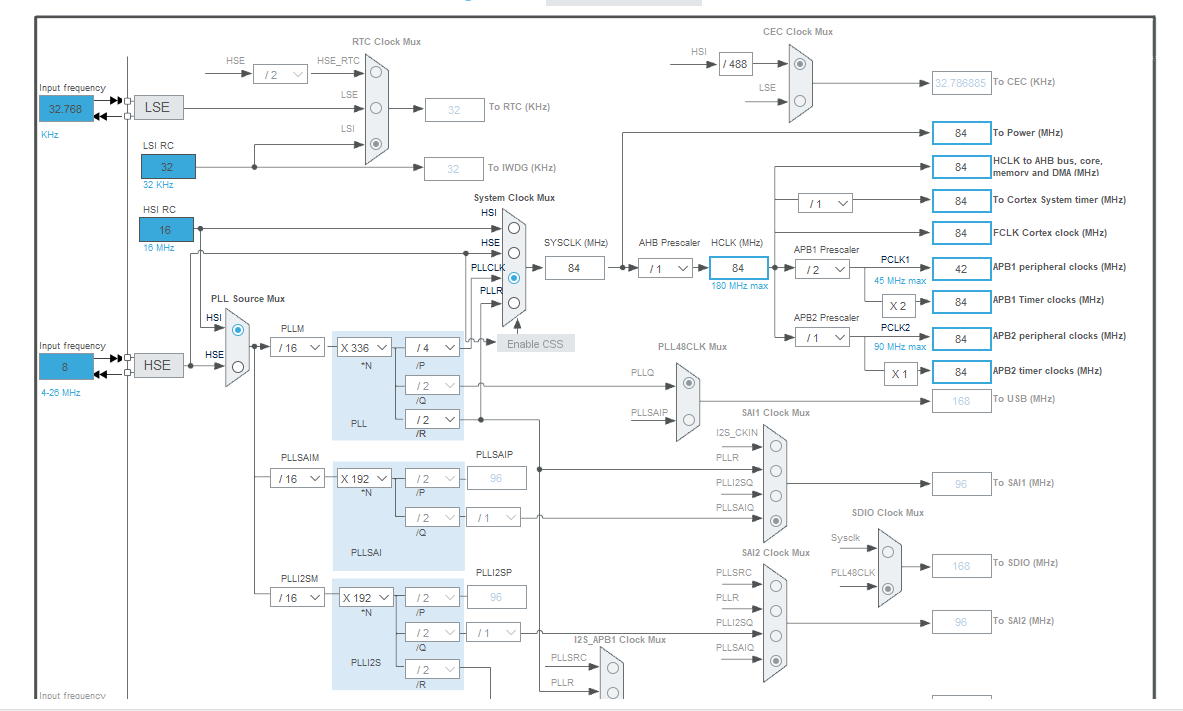 RTC Clock Mux
HSE
/ 2
HSE_RTC
LSE
LSI
32
To RTC (KHz)
32
To IWDG (KHz)
Input frequency
32.768
KHz
LSE
LSI RC
32
32 KHz
HSI RC
16
16 MHz
CEC Clock Mux
HSI
/ 488
LSE
32.786885
To CEC (KHz)
System Clock Mux
HSI
HSE
PLLCLK
PLLR
Enable CSS
SYSCLK (MHz)
84
AHB Prescaler
/ 1
HCLK (MHz)
84
180 MHz max
84
To Power (MHz)
84
HCLK to AHB bus, core,
memory and DMA (MHz)
/ 1
84
To Cortex System timer (MHz)
84
FCLK Cortex clock (MHz)
APB1 Prescaler
/ 2
PCLK1
45 MHz max
42
APB1 peripheral clocks (MHz)
X 2
84
APB1 Timer clocks (MHz)
APB2 Prescaler
/ 1
PCLK2
90 MHz max
84
APB2 peripheral clocks (MHz)
X 1
84
APB2 timer clocks (MHz)
Input frequency
8
4-26 MHz
HSE
PLL Source Mux
HSI
HSE
PLLM
/ 16
X 336
*N
/ 4
/P
/ 2
/Q
/ 2
/R
PLL
PLL48CLK Mux
PLLQ
PLLSAIP
168
To USB (MHz)
PLLSAIM
/ 16
X 192
*N
/ 2
/P
/ 2
/Q
PLLSAI
PLLSAIP
96
/ 1
SAI1 Clock Mux
I2S_CKIN
PLLR
PLLI2SQ
PLLSAIQ
96
To SAI1 (MHz)
SDIO Clock Mux
Sysclk
PLL48CLK
168
To SDIO (MHz)
PLLI2SM
/ 16
X 192
*N
/ 2
/P
/ 2
/Q
/ 2
/R
PLLI2S
PLLI2SP
96
/ 1
SAI2 Clock Mux
PLLSRC
PLLR
PLLI2SQ
PLLSAIQ
96
To SAI2 (MHz)
I2S_APB1 Clock Mux
PLLSRC
PLLR
Input frequency